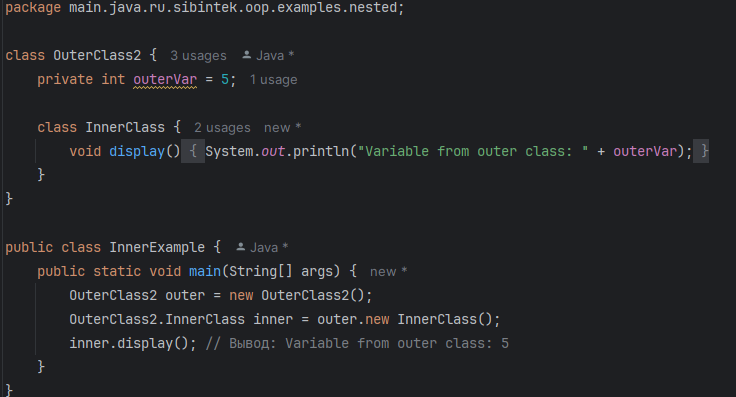 package main.java.ru.sibintek.oop.examples.nested;
class OuterClass2 { 3 usages Java *
private int outerVar = 5; 1 usage
class InnerClass { 2 usages new *
void display() { System.out.println("Variable from outer class: " + outerVar); }
}
}
public class InnerExample { Java *
public static void main(String[] args) { new *
OuterClass2 outer = new OuterClass2();
OuterClass2.InnerClass inner = outer.new InnerClass();
inner.display(); // Вывод: Variable from outer class: 5
}
}